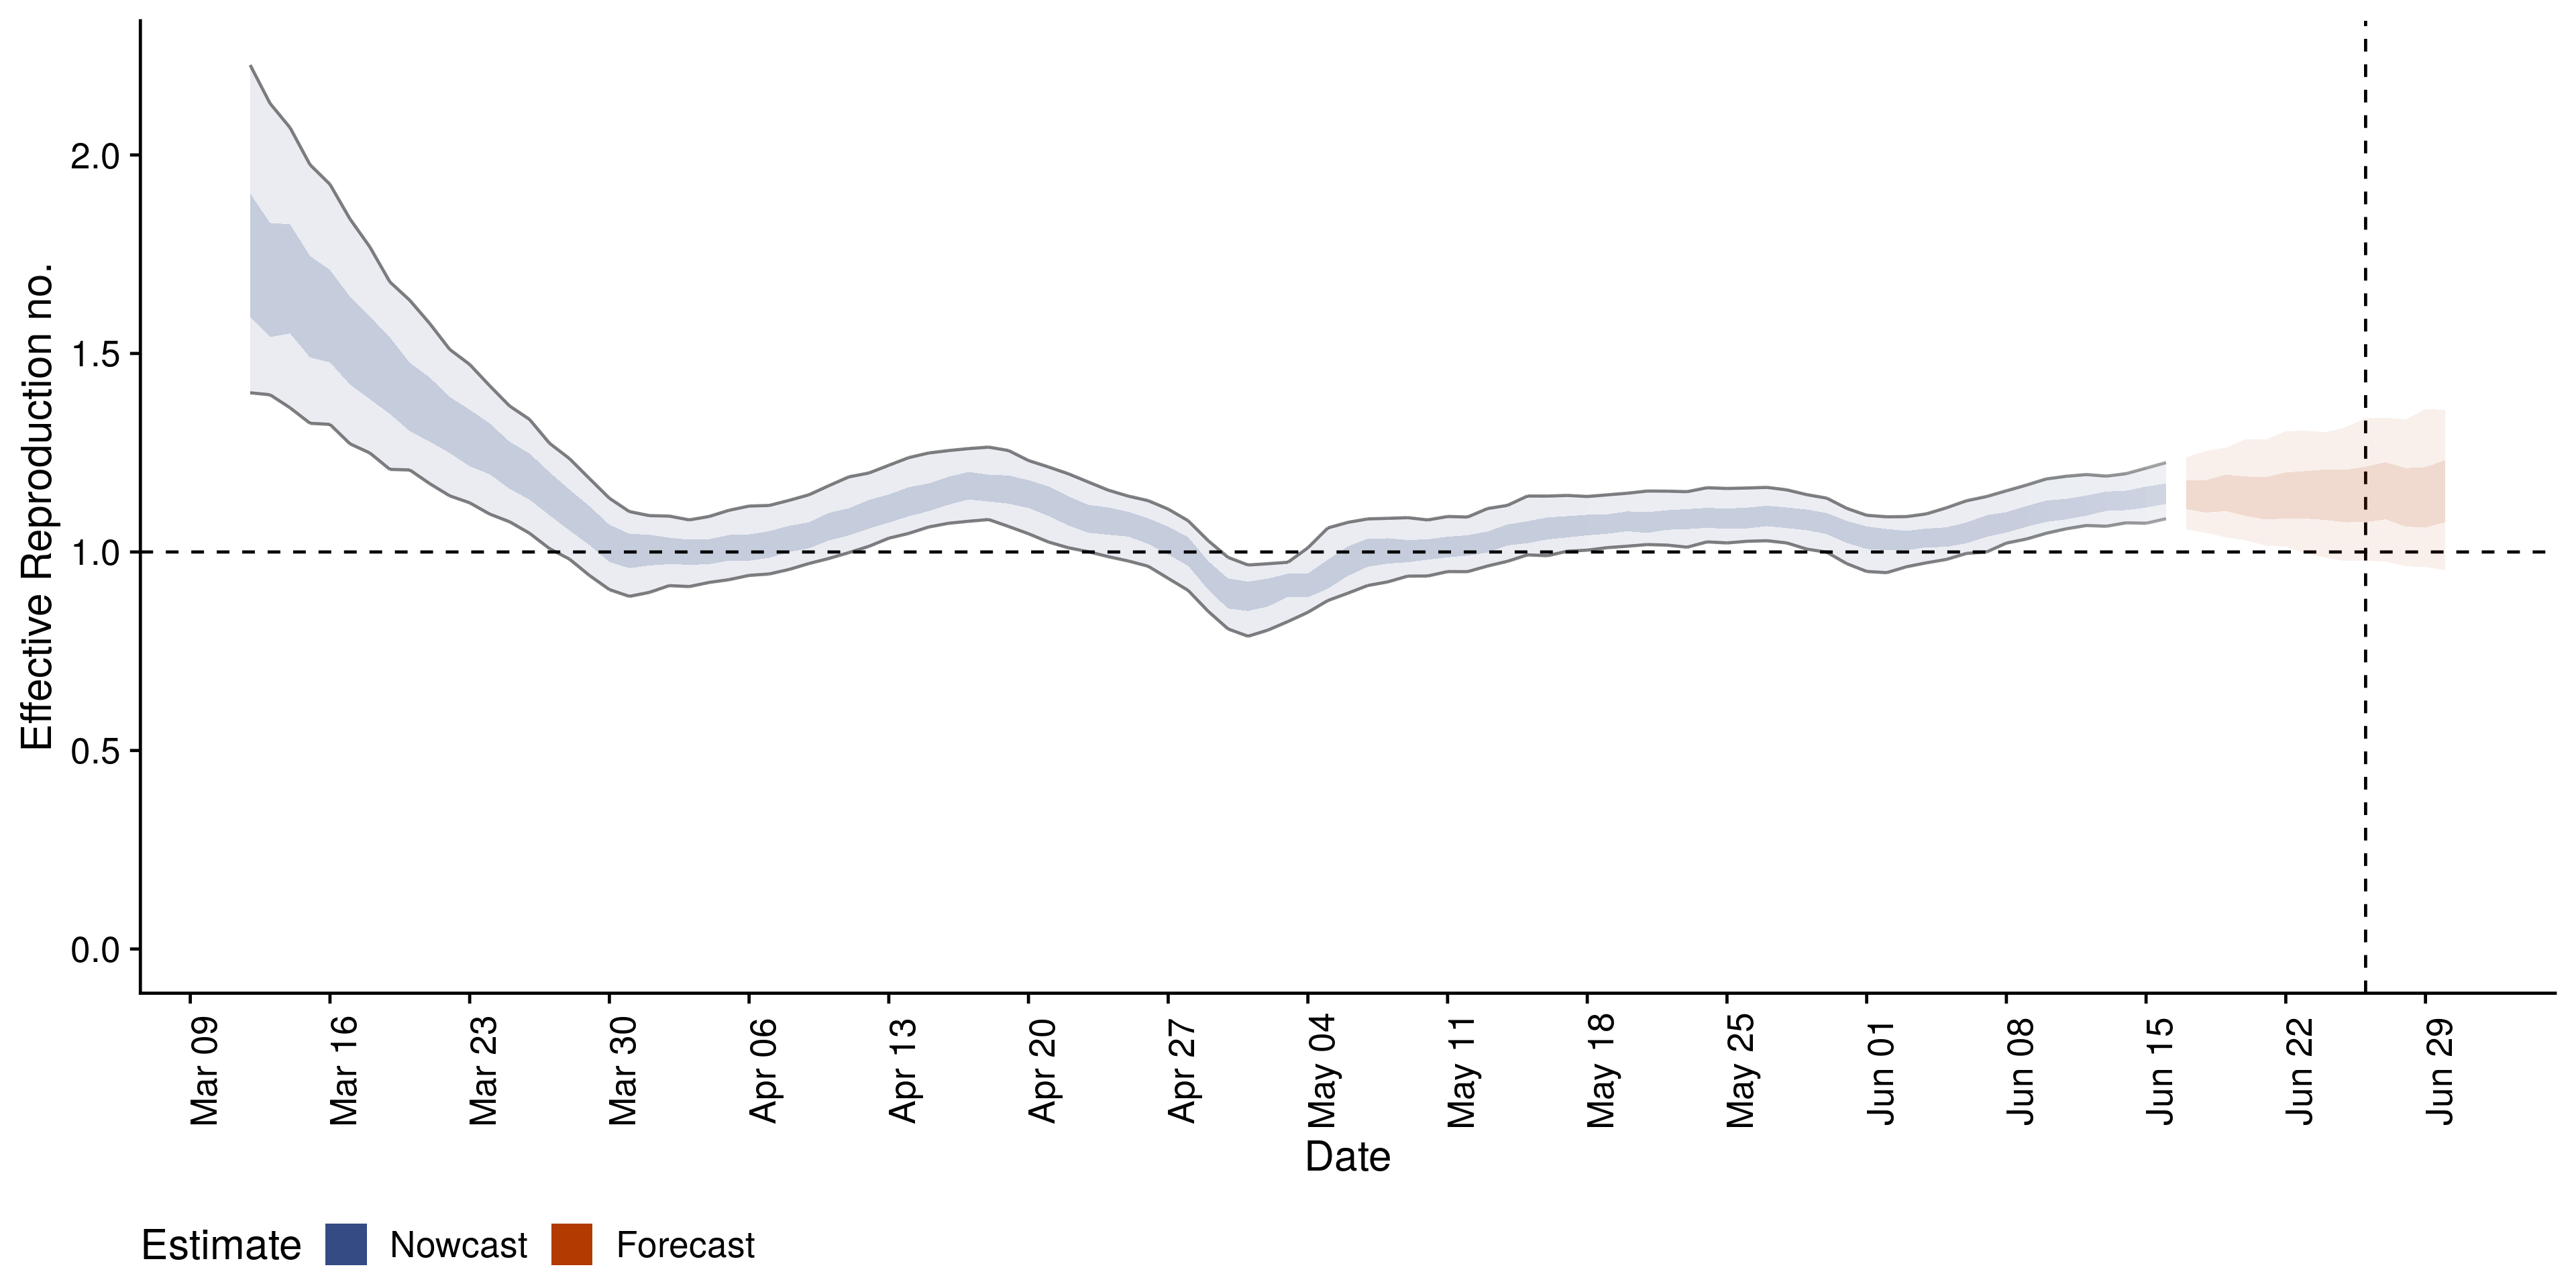 Effective Reproduction no.
2.0
1.5
1.0
0.5
0.0
Mar 09
Mar 16
Mar 23
Mar 30
Apr 06
Apr 13
Apr 20
Apr 27
May 04
May 11
May 18
May 25
Jun 01
Jun 08
Jun 15
Jun 22
Jun 29
Date
Estimate Nowcast Forecast